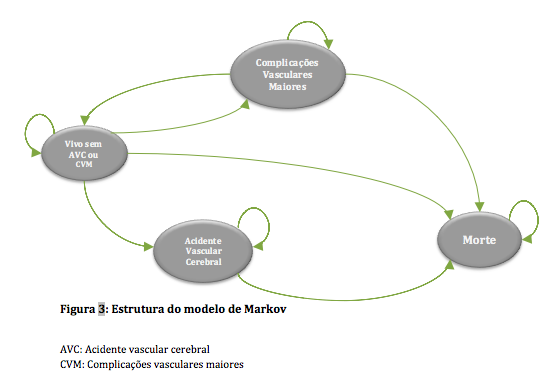 Complicações
Vasculares
Maiores
Vivo sem
AVC ou
CVM
Acidente
Vascular
Cerebral
Morte
Figura 3: Estrutura do modelo de Markov
AVC: Acidente vascular cerebral
CVM: Complicações vasculares maiores